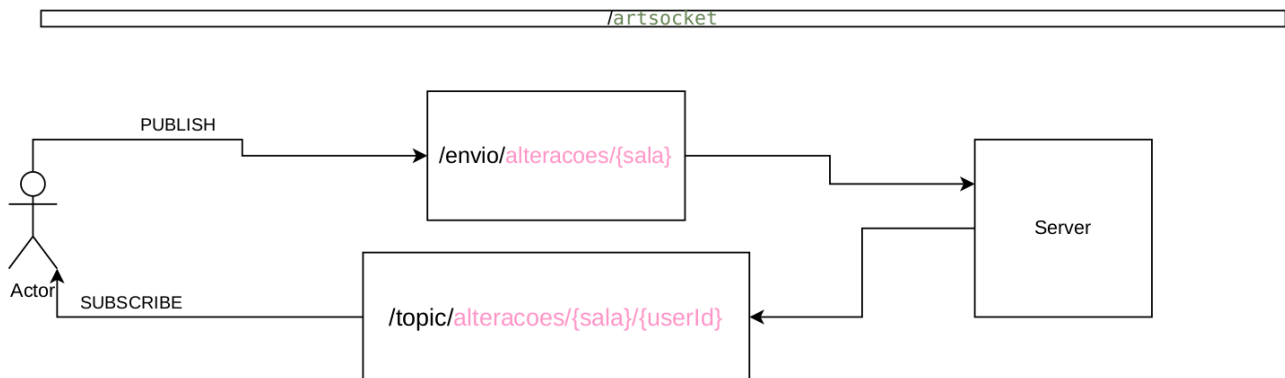 /artsocket
PUBLISH
/envio/alteracoes/{sala}
Server
Actor
SUBSCRIBE
/topic/alteracoes/{sala}/{userId}